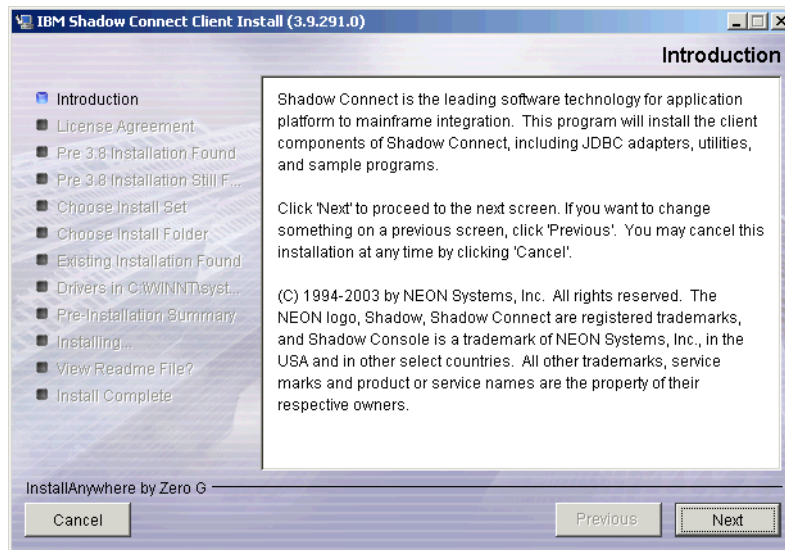 IBM Shadow Connect Client Install (3.9.291.0)
Introduction
Introduction
License Agreement
Pre 3.8 Installation Found
Pre 3.8 Installation Still F...
Choose Install Set
Choose Install Folder
Existing Installation Found
Drivers in C:\WINNT\syst...
Pre-Installation Summary
Installing...
View Readme File?
Install Complete
Shadow Connect is the leading software technology for application
platform to mainframe integration. This program will install the client
components of Shadow Connect, including JDBC adapters, utilities,
and sample programs.
Click 'Next' to proceed to the next screen. If you want to change
something on a previous screen, click 'Previous'. You may cancel this
installation at any time by clicking 'Cancel'.
(C) 1994-2003 by NEON Systems, Inc. All rights reserved. The
NEON logo, Shadow, Shadow Connect are registered trademarks,
and Shadow Console is a trademark of NEON Systems, Inc., in the
USA and in other select countries. All other trademarks, service
marks and product or service names are the property of their
respective owners.
InstallAnywhere by Zero G
Cancel
Previous
Next